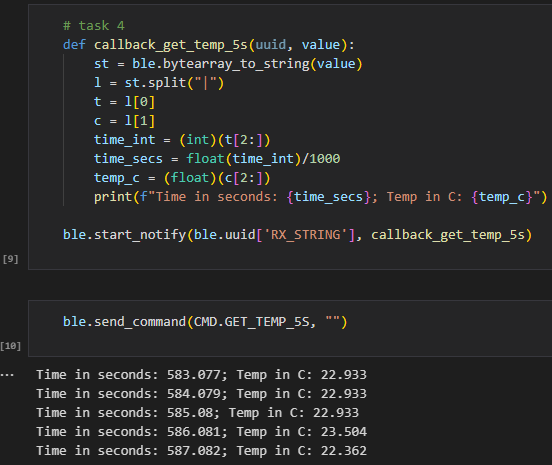 # task 4
def callback_get_temp_5s(uuid, value):
    st = ble.bytearray_to_string(value)
    l = st.split("|")
    t = l[0]
    c = l[1]
    time_int = (int)(t[2:])
    time_secs = float(time_int)/1000
    temp_c = (float)(c[2:])
    print(f"Time in seconds: {time_secs}; Temp in C: {temp_c}")
ble.start_notify(ble.uuid['RX_STRING'], callback_get_temp_5s)
[9]
ble.send_command(CMD.GET_TEMP_5S, "")
[10]
... Time in seconds: 583.077; Temp in C: 22.933
Time in seconds: 584.079; Temp in C: 22.933
Time in seconds: 585.08; Temp in C: 22.933
Time in seconds: 586.081; Temp in C: 23.504
Time in seconds: 587.082; Temp in C: 22.362